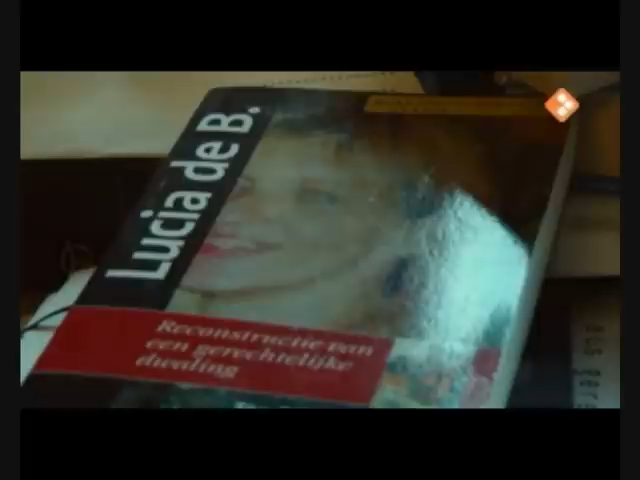 Lucia de B.
Reconstructie van
een gerechtelijke
dwaling